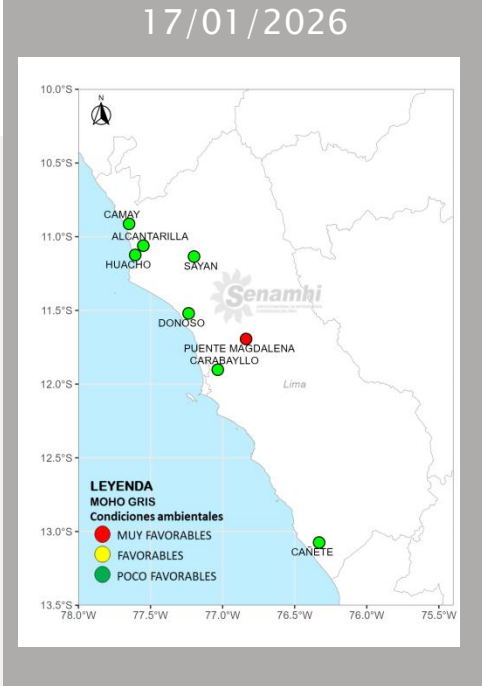 17/01/2026
10.0°S
N
10.5°S
CAMAY
11.0°S
ALCANTARILLA
HUACHO
SAYAN
Senamhi
11.5°S
DONOSO
PUENTE MAGDALENA
CARABAYLLO
12.0°S
Lima
12.5°S
LEYENDA
MOHO GRIS
Condiciones ambientales
13.0°S
MUY FAVORABLES
CAÑETE
FAVORABLES
POCO FAVORABLES
13.5°S
78.0°W 77.5°W 77.0°W 76.5°W 76.0°W 75.5°W